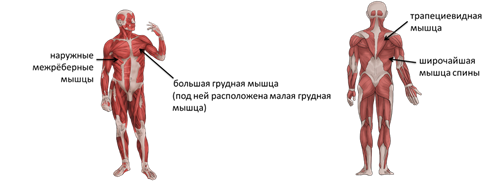 наружные
межрёберные
мышцы
большая грудная мышца
(под ней расположена малая грудная
мышца)
трапециевидная
мышца
широчайшая
мышца спины